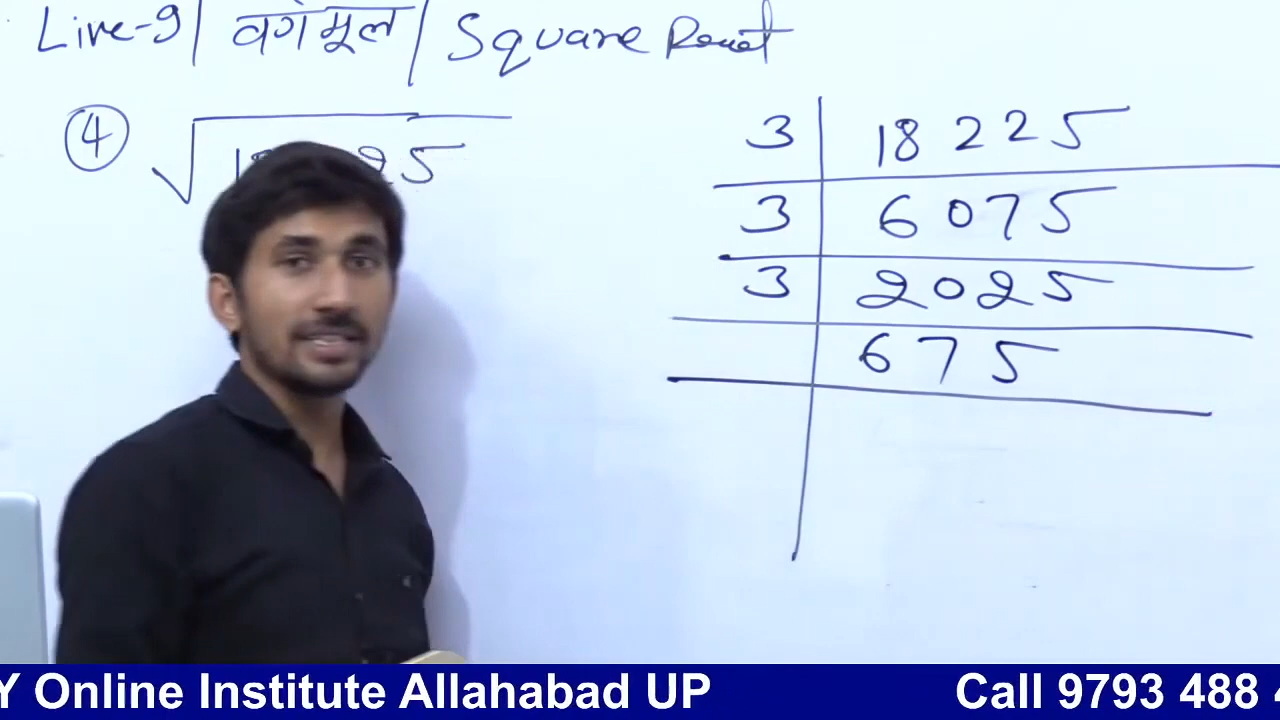 Live-9| वर्गमूल | Square Root
④ √ 25
3 | 18225
3 | 6075
3 | 2025
675
Y Online Institute Allahabad UP Call 9793 488